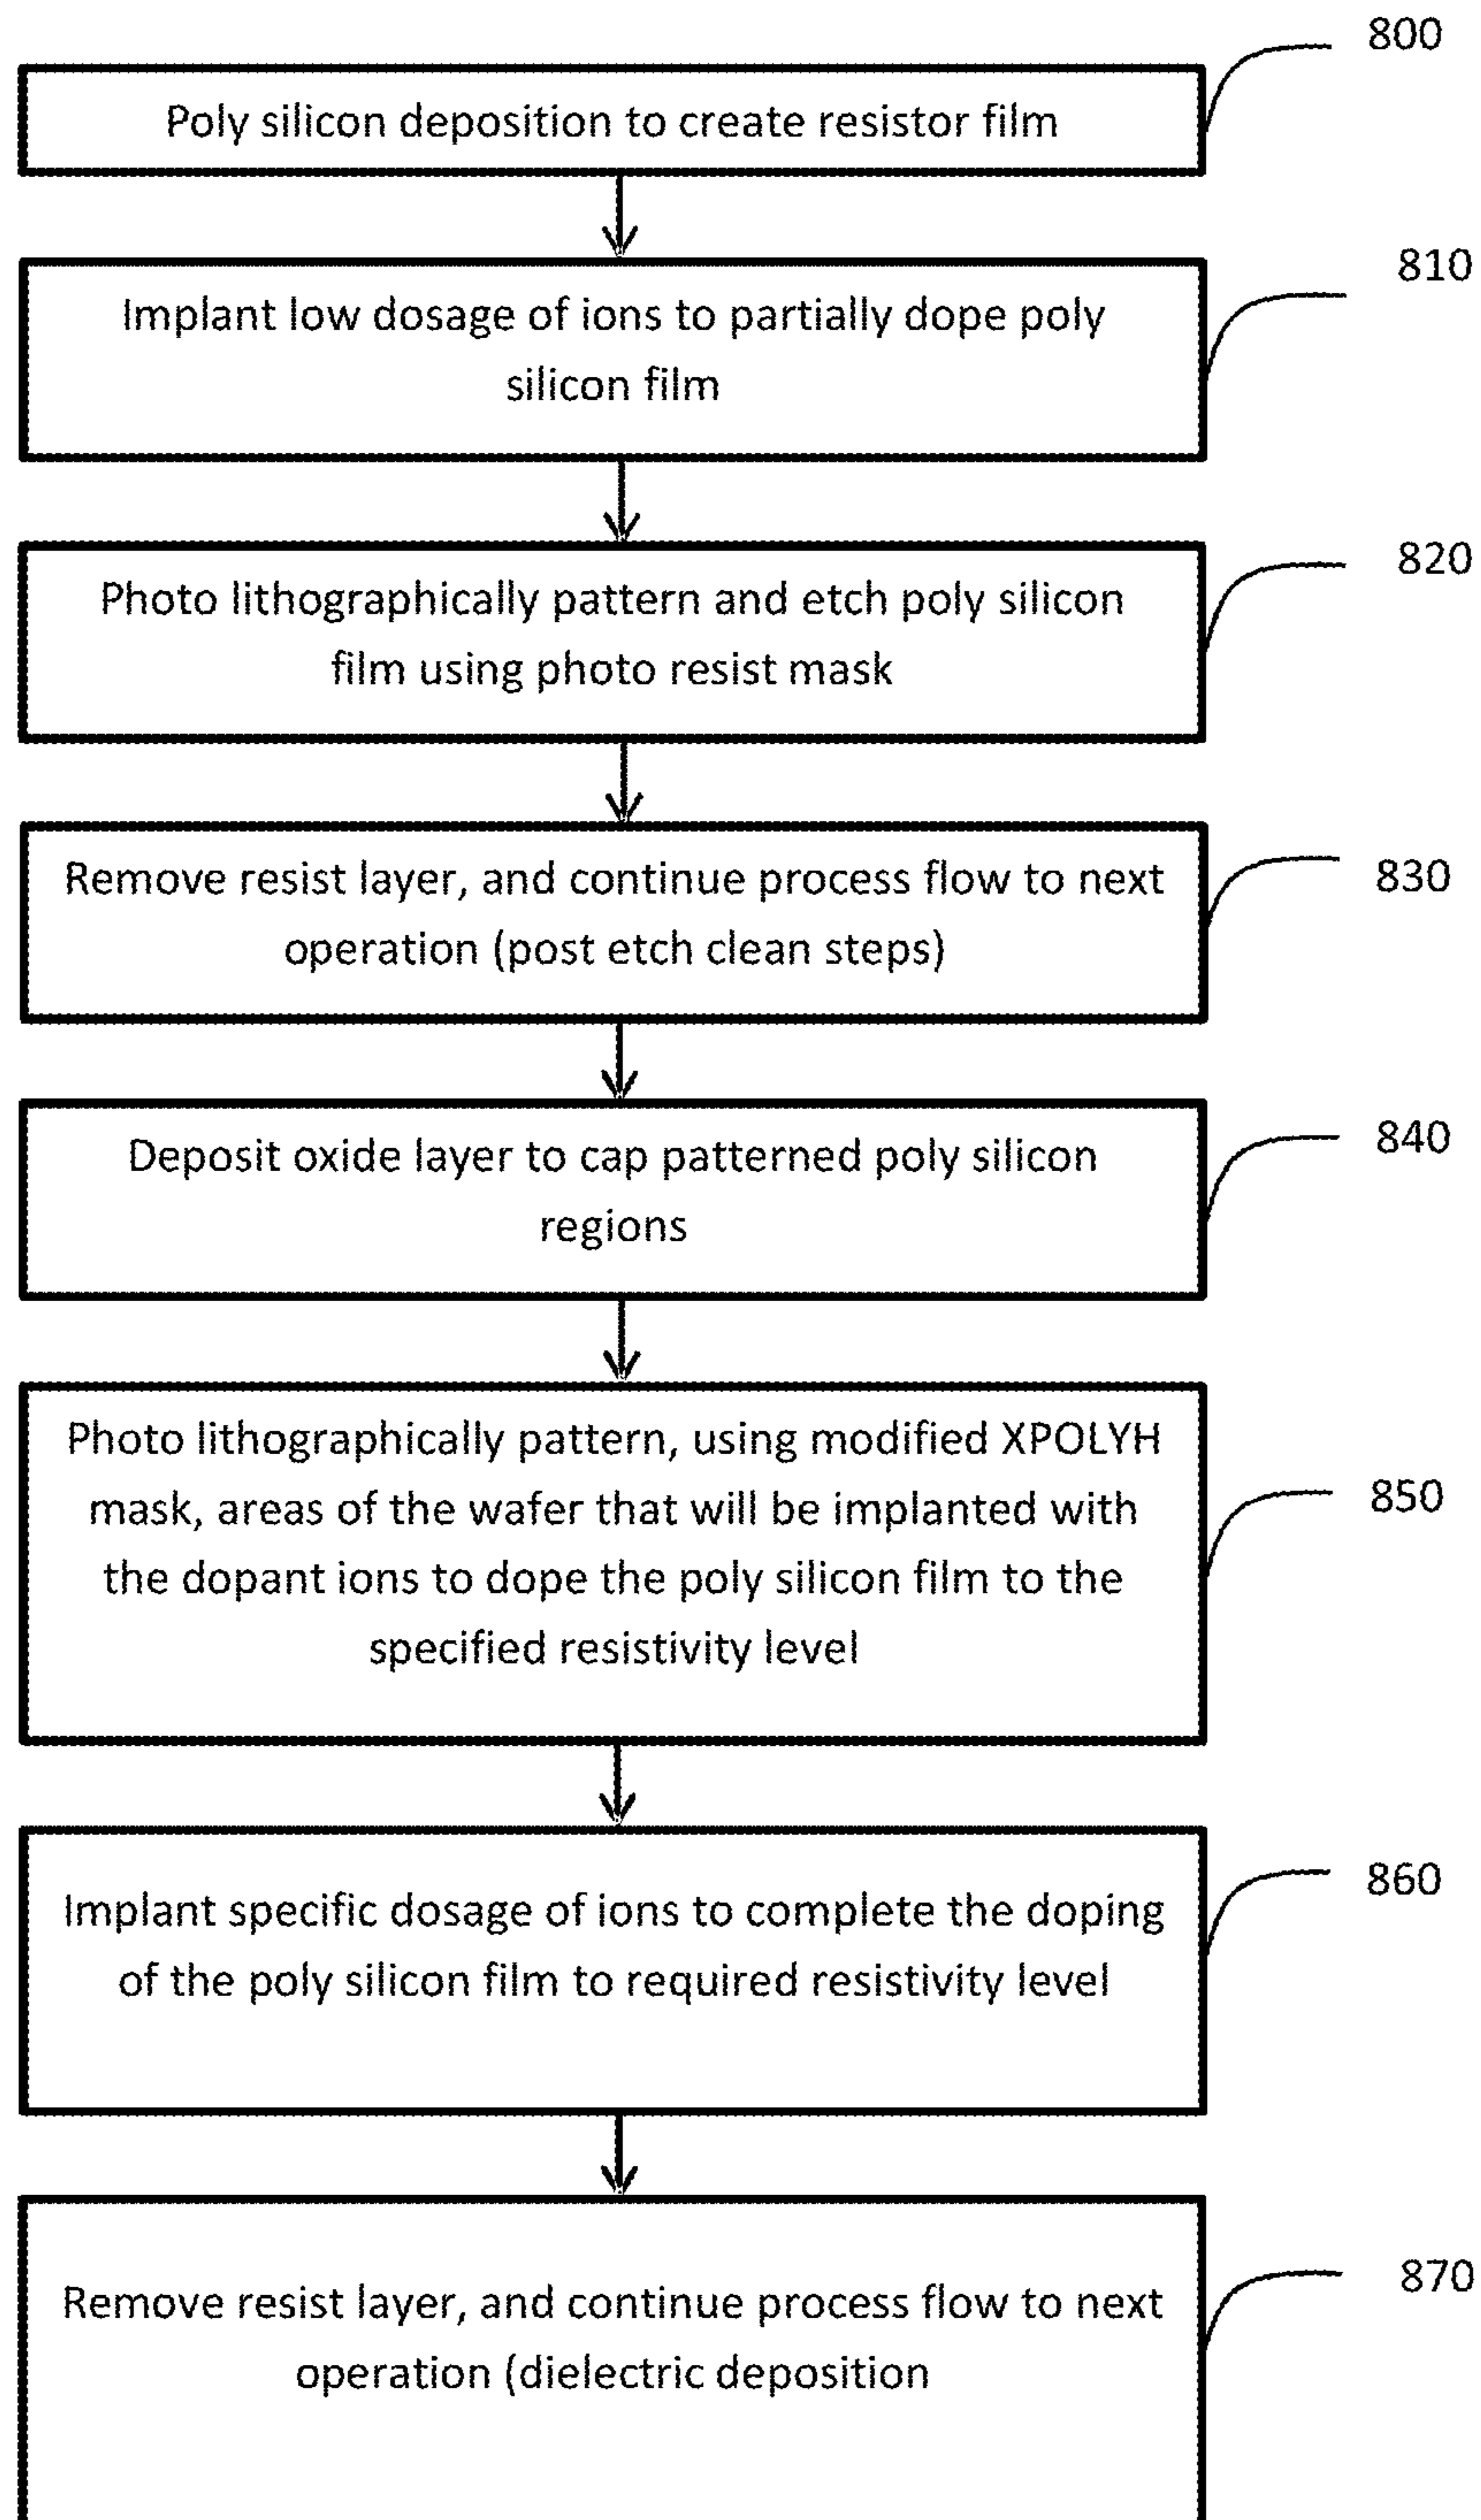 800
Poly silicon deposition to create resistor film
810
Implant low dosage of ions to partially dope poly
silicon film
820
Photo lithographically pattern and etch poly silicon
film using photo resist mask
830
Remove resist layer, and continue process flow to next
operation (post etch clean steps)
840
Deposit oxide layer to cap patterned poly silicon
regions
850
Photo lithographically pattern, using modified XPOLYH
mask, areas of the wafer that will be implanted with
the dopant ions to dope the poly silicon film to the
specified resistivity level
860
Implant specific dosage of ions to complete the doping
of the poly silicon film to required resistivity level
870
Remove resist layer, and continue process flow to next
operation (dielectric deposition